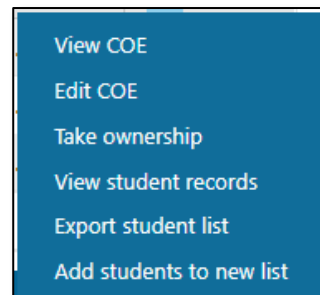 View COE
Edit COE
Take ownership
View student records
Export student list
Add students to new list